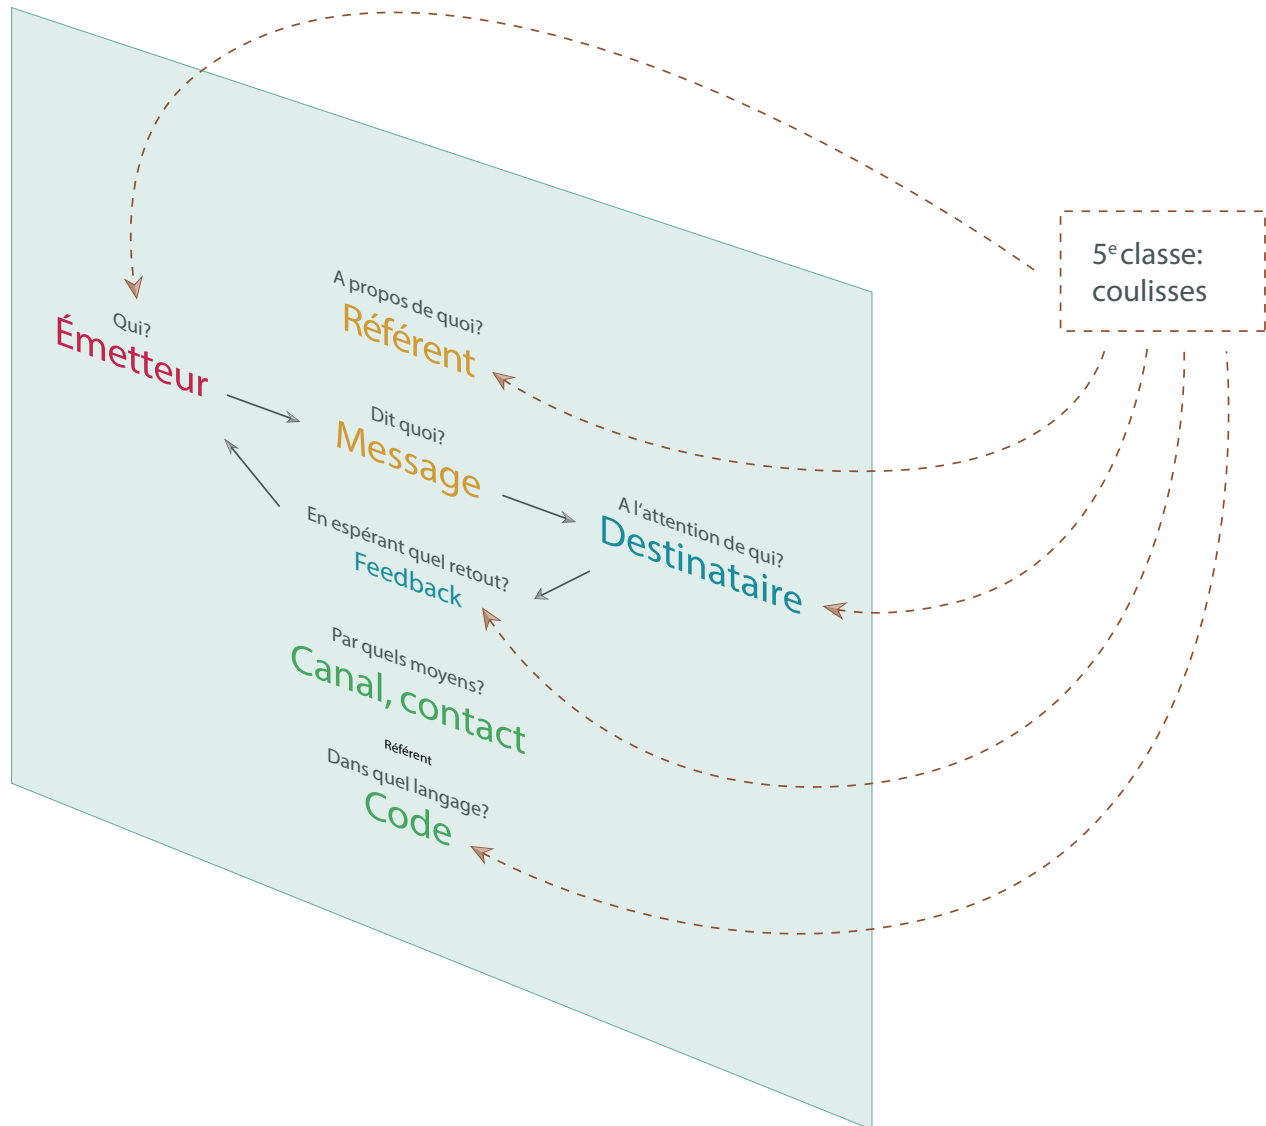 5e classe:
coulisses
Qui?
Émetteur
A propos de quoi?
Référent
Dit quoi?
Message
A l'attention de qui?
Destinataire
En espérant quel retout?
Feedback
Par quels moyens?
Canal, contact
Référent
Dans quel langage?
Code